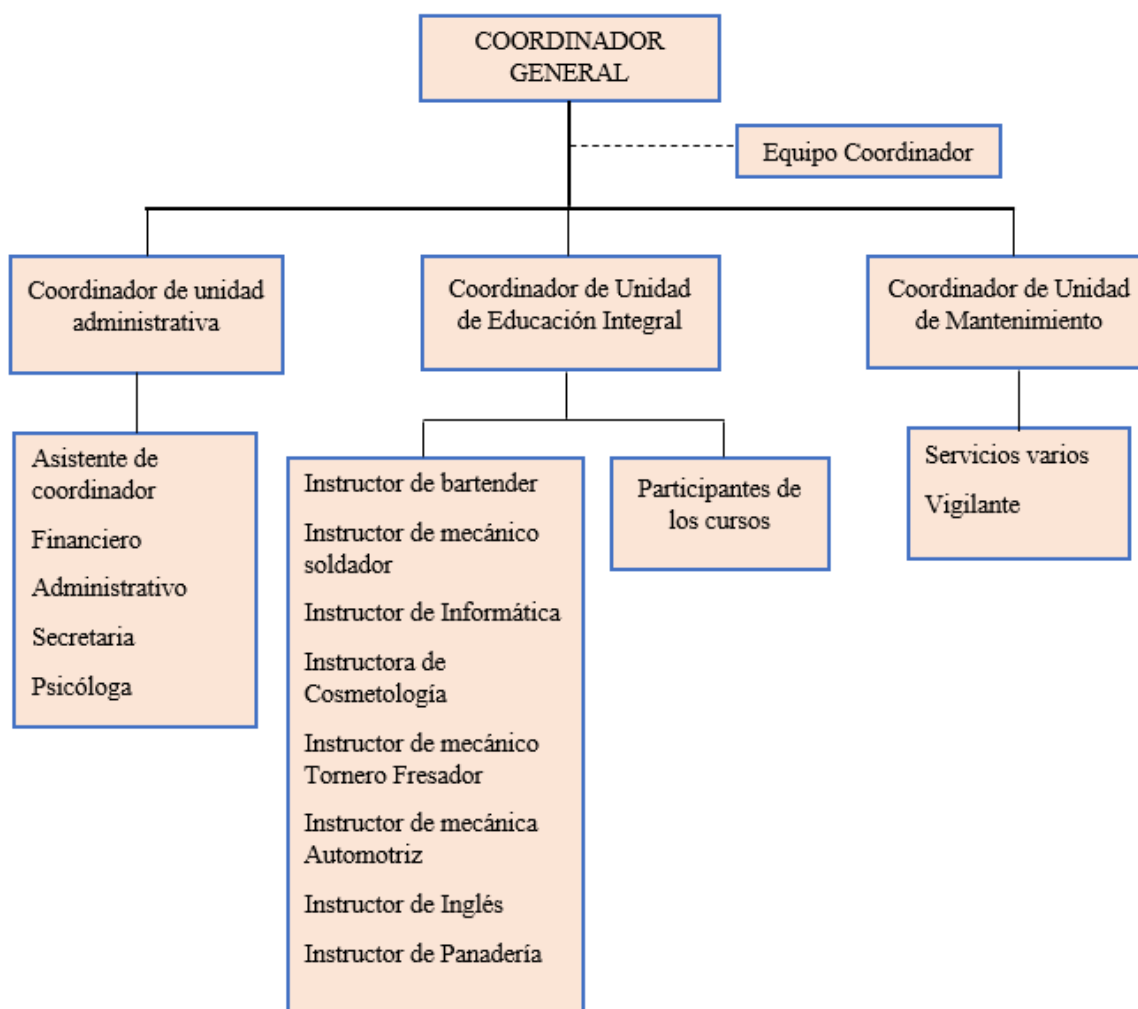 COORDINADOR
GENERAL
Equipo Coordinador
Coordinador de unidad
administrativa
Coordinador de Unidad
de Educación Integral
Coordinador de Unidad
de Mantenimiento
Asistente de
coordinador
Financiero
Administrativo
Secretaria
Psicóloga
Instructor de bartender
Instructor de mecánico
soldador
Instructor de Informática
Instructora de
Cosmetología
Instructor de mecánico
Tornero Fresador
Instructor de mecánica
Automotriz
Instructor de Inglés
Instructor de Panadería
Participantes de
los cursos
Servicios varios
Vigilante